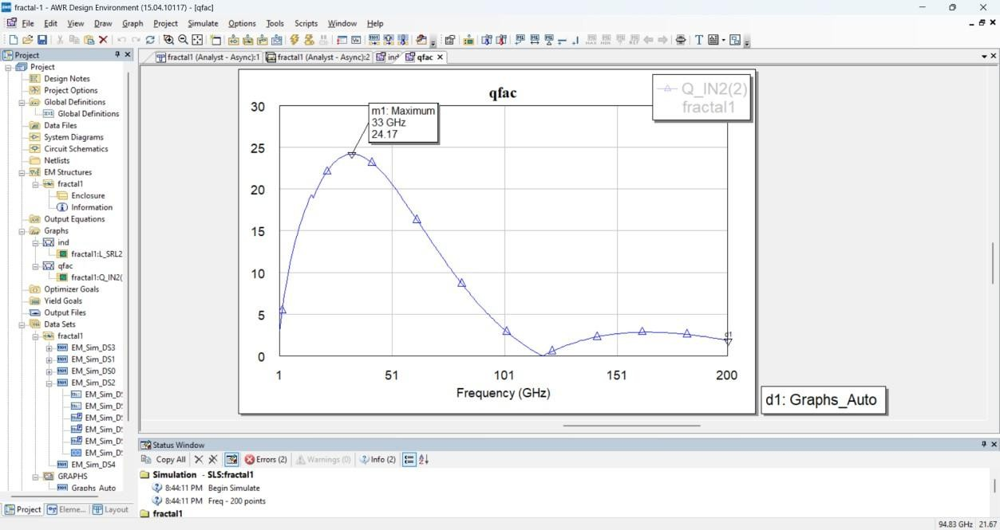 fractal-1 - AWR Design Environment (15.04.10117) - [qfac]
File Edit View Draw Graph Project Simulate Options Tools Scripts Window Help
Project
fractal1 (Analyst - Async):1
fractal1 (Analyst - Async):2
ind
qfac
Project
Design Notes
Project Options
Global Definitions
Global Definitions
Data Files
System Diagrams
Circuit Schematics
Netlists
EM Structures
fractal1
Enclosure
Information
Output Equations
Graphs
ind
fractal1:L_SRL2
qfac
fractal1:Q_IN2(
Optimizer Goals
Yield Goals
Output Files
Data Sets
fractal1
EM_Sim_DS3
EM_Sim_DS1
EM_Sim_DS0
EM_Sim_DS2
EM_Sim_D
EM_Sim_D
EM_Sim_D
EM_Sim_D
EM_Sim_D
EM_Sim_D
EM_Sim_DS4
GRAPHS
Graphs Auto
Project Eleme... Layout
qfac
Q_IN2(2)
fractal1
m1: Maximum
33 GHz
24.17
30
25
20
15
10
5
0
1 51 101 151 200
Frequency (GHz)
d1
d1: Graphs_Auto
Status Window
Copy All Errors (2) Warnings (0) Info (2)
Simulation - SLS:fractal1
8:44:11 PM Begin Simulate
8:44:11 PM Freq - 200 points
fractal1
94.83 GHz 21.67